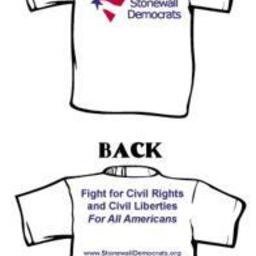 Stonewall
Democrats
BACK
Fight for Civil Rights
and Civil Liberties
For All Americans
www.StonewallDemocrats.org